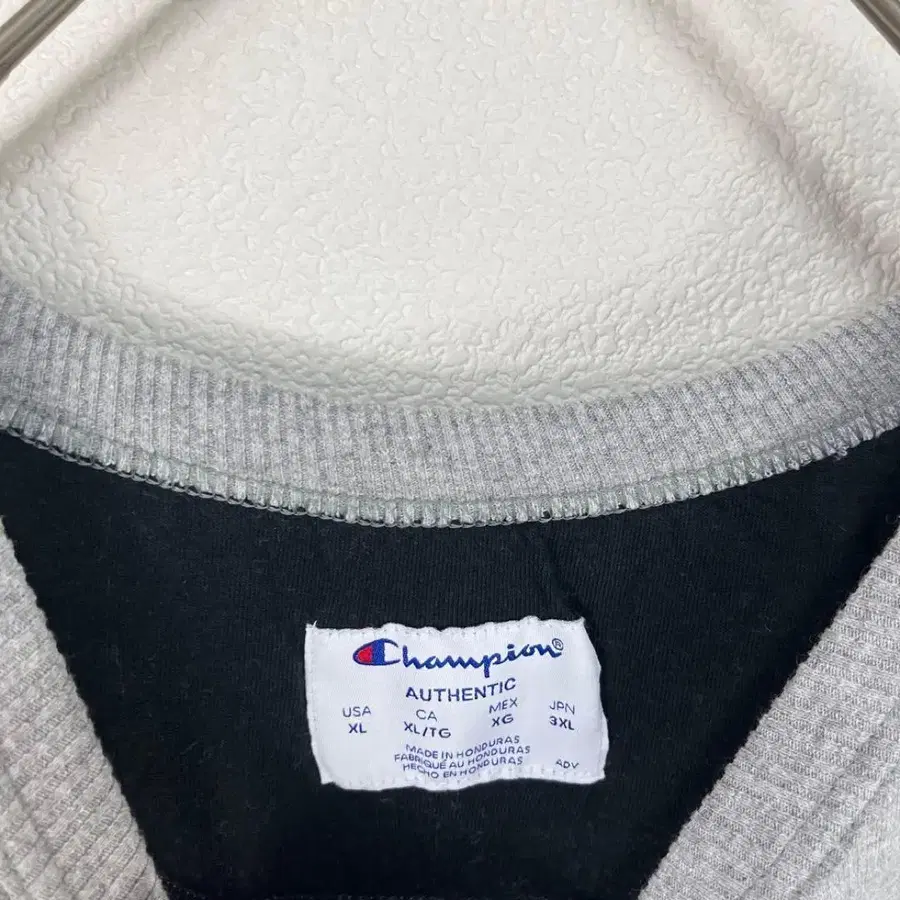 Champion®
AUTHENTIC
USA CA MEX JPN
XL XL/TG XG 3XL
MADE IN HONDURAS
FABRIQUÉ AU HONDURAS
HECHO EN HONDURAS ADV